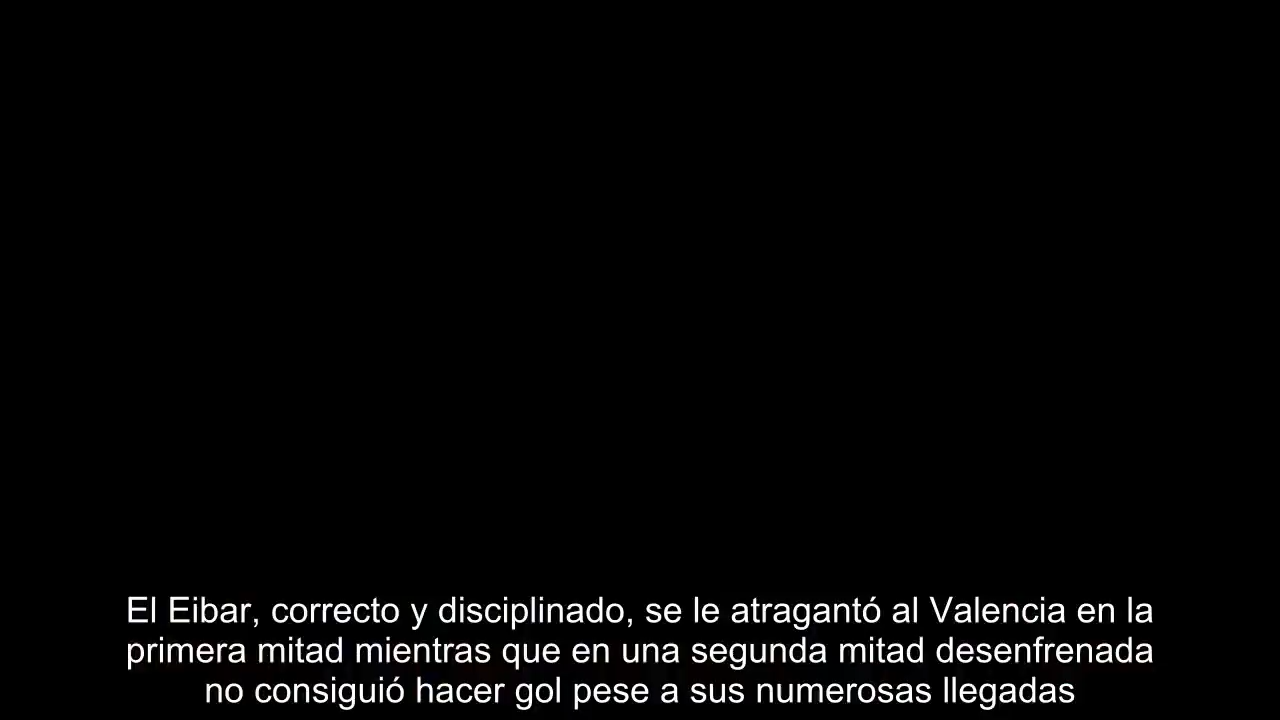 El Eibar, correcto y disciplinado, se le atragantó al Valencia en la
primera mitad mientras que en una segunda mitad desenfrenada
no consiguió hacer gol pese a sus numerosas llegadas